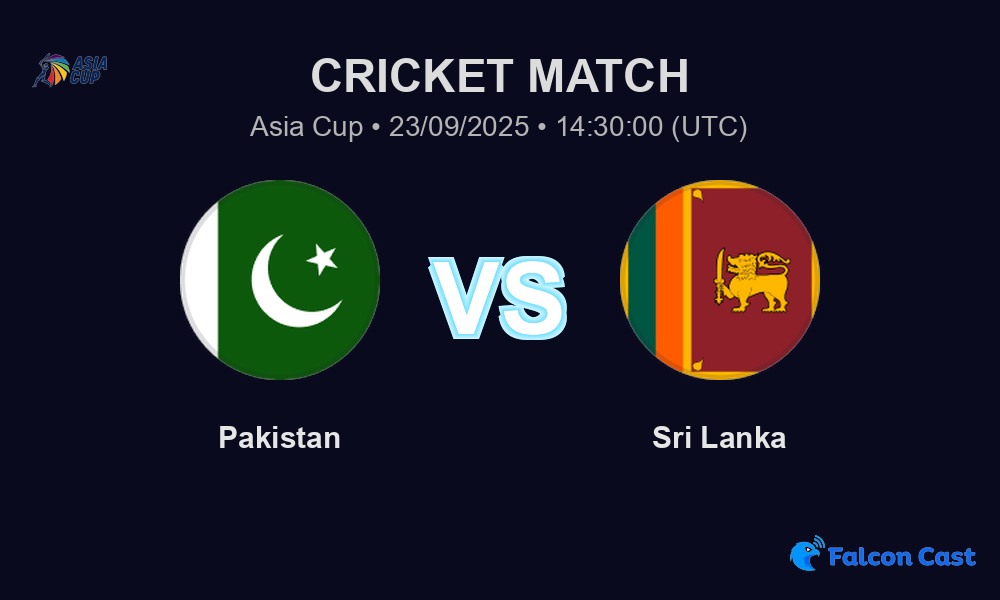 ASIA
CUP
CRICKET MATCH
Asia Cup • 23/09/2025 • 14:30:00 (UTC)
VS
Pakistan
Sri Lanka
Falcon Cast